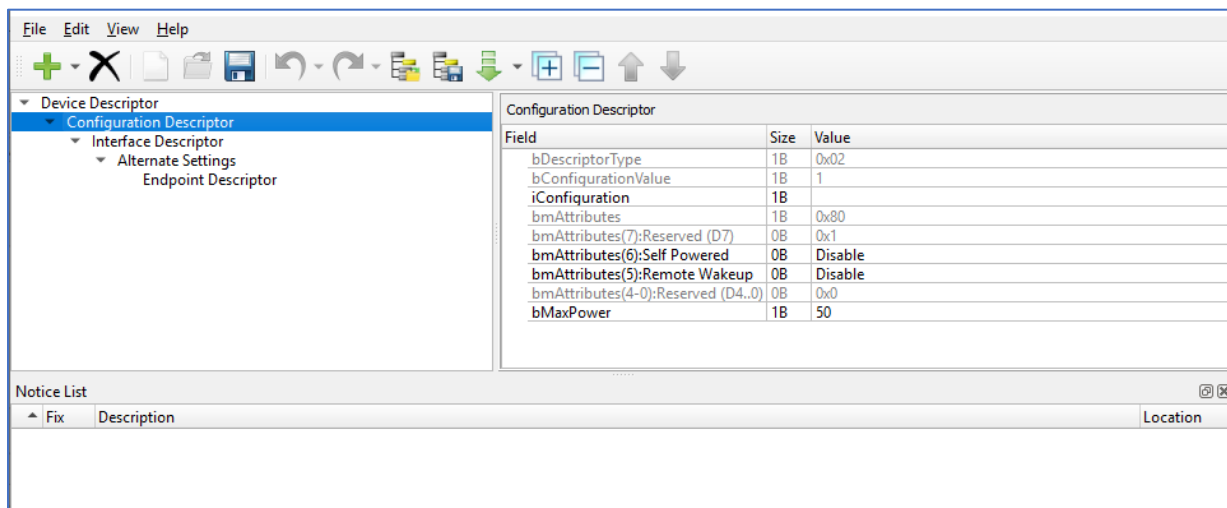 File Edit View Help
Device Descriptor
Configuration Descriptor
Interface Descriptor
Alternate Settings
Endpoint Descriptor
Configuration Descriptor
Field Size Value
bDescriptorType 1B 0x02
bConfigurationValue 1B 1
iConfiguration 1B
bmAttributes 1B 0x80
bmAttributes(7):Reserved (D7) 0B 0x1
bmAttributes(6):Self Powered 0B Disable
bmAttributes(5):Remote Wakeup 0B Disable
bmAttributes(4-0):Reserved (D4..0) 0B 0x0
bMaxPower 1B 50
Notice List
Fix Description Location